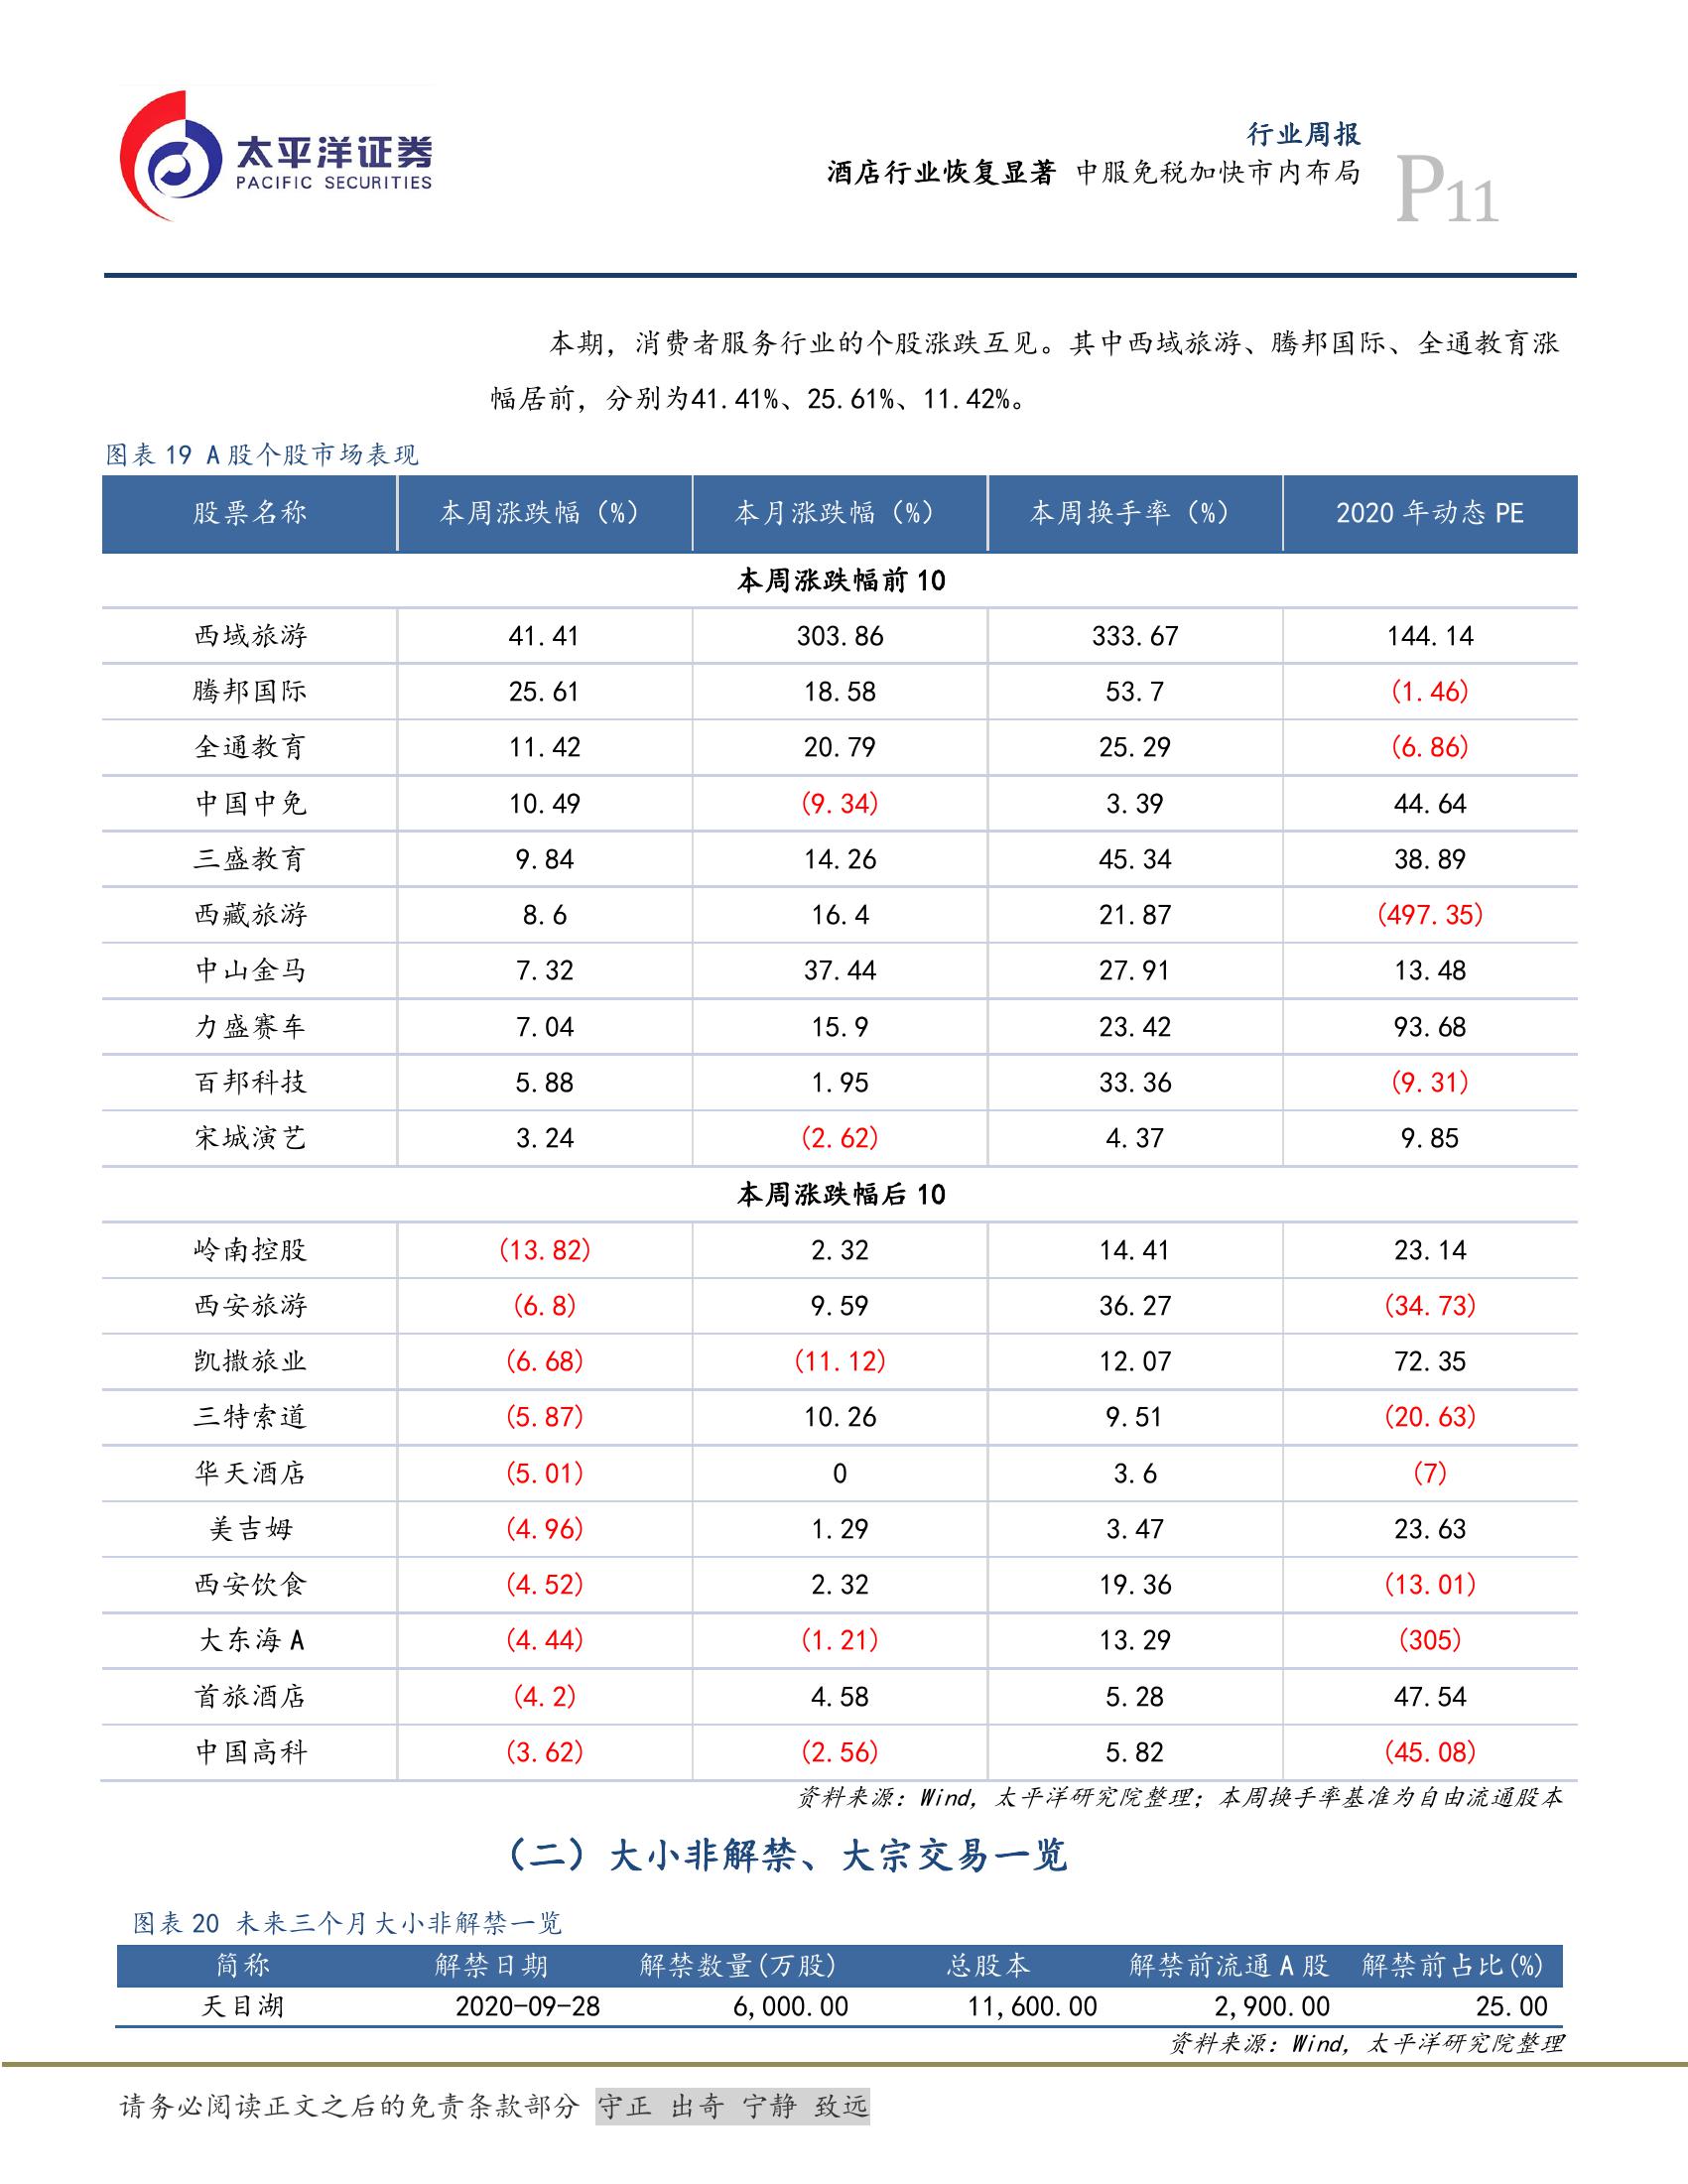 太平洋证券
PACIFIC SECURITIES
行业周报
酒店行业恢复显著 中服免税加快市内布局
P11
本期，消费者服务行业的个股涨跌互见。其中西域旅游、腾邦国际、全通教育涨
幅居前，分别为41.41%、25.61%、11.42%。
图表 19 A 股个股市场表现
股票名称 本周涨跌幅（%） 本月涨跌幅（%） 本周换手率（%） 2020 年动态 PE
本周涨跌幅前 10
西域旅游 41.41 303.86 333.67 144.14
腾邦国际 25.61 18.58 53.7 (1.46)
全通教育 11.42 20.79 25.29 (6.86)
中国中免 10.49 (9.34) 3.39 44.64
三盛教育 9.84 14.26 45.34 38.89
西藏旅游 8.6 16.4 21.87 (497.35)
中山金马 7.32 37.44 27.91 13.48
力盛赛车 7.04 15.9 23.42 93.68
百邦科技 5.88 1.95 33.36 (9.31)
宋城演艺 3.24 (2.62) 4.37 9.85
本周涨跌幅后 10
岭南控股 (13.82) 2.32 14.41 23.14
西安旅游 (6.8) 9.59 36.27 (34.73)
凯撒旅业 (6.68) (11.12) 12.07 72.35
三特索道 (5.87) 10.26 9.51 (20.63)
华天酒店 (5.01) 0 3.6 (7)
美吉姆 (4.96) 1.29 3.47 23.63
西安饮食 (4.52) 2.32 19.36 (13.01)
大东海 A (4.44) (1.21) 13.29 (305)
首旅酒店 (4.2) 4.58 5.28 47.54
中国高科 (3.62) (2.56) 5.82 (45.08)
资料来源：Wind，太平洋研究院整理；本周换手率基准为自由流通股本
（二）大小非解禁、大宗交易一览
图表 20 未来三个月大小非解禁一览
简称 解禁日期 解禁数量(万股) 总股本 解禁前流通 A 股 解禁前占比(%)
天目湖 2020-09-28 6,000.00 11,600.00 2,900.00 25.00
资料来源：Wind，太平洋研究院整理
请务必阅读正文之后的免责条款部分 守正 出奇 宁静 致远